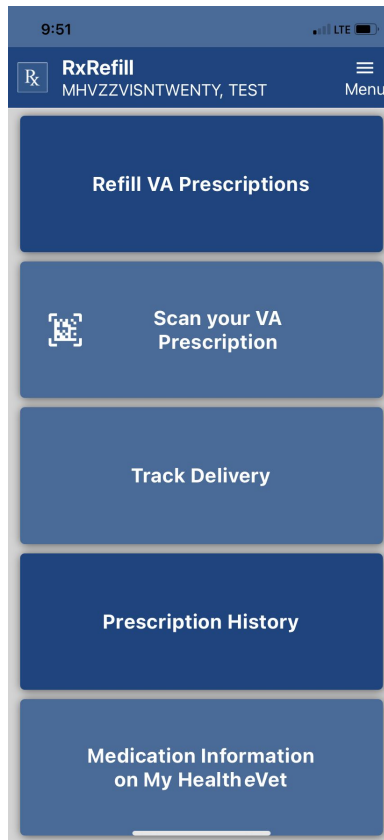 9:51
LTE
Rx
RxRefill
MHVZZVISNTWENTY, TEST
Menu
Refill VA Prescriptions
Scan your VA
Prescription
Track Delivery
Prescription History
Medication Information
on My HealtheVet